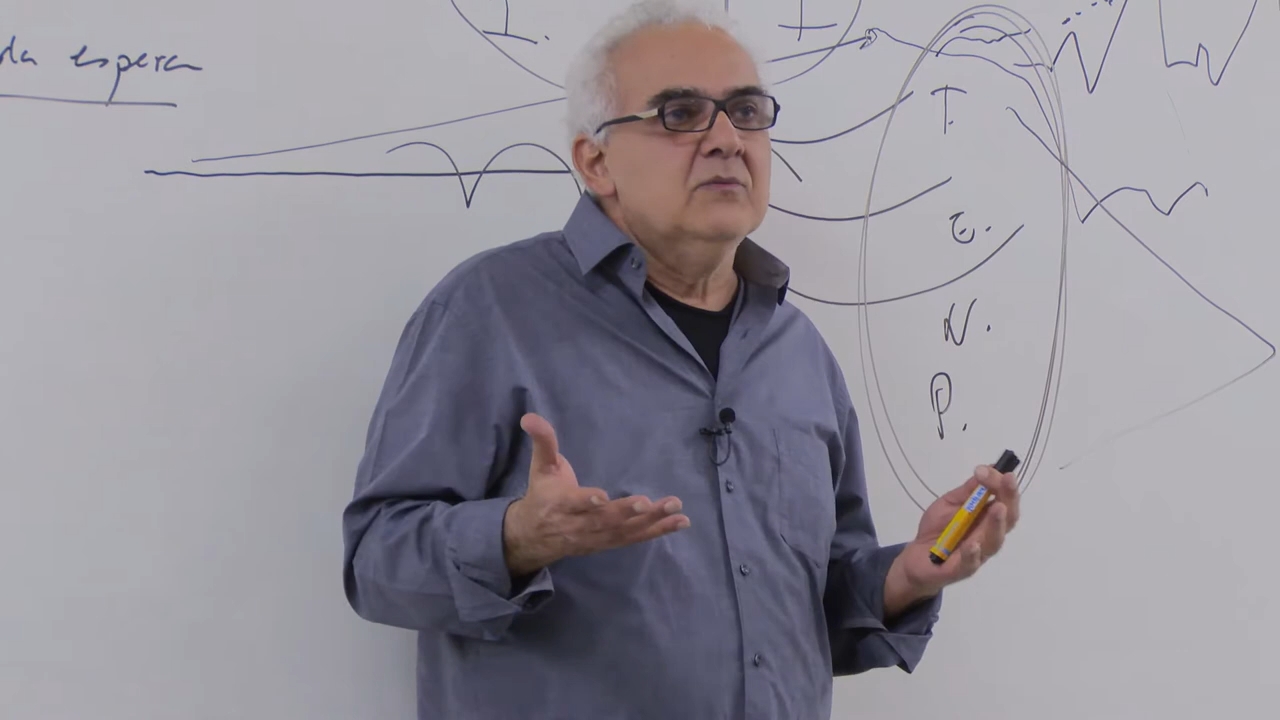 da espera
I.
I
T.
E.
N.
P.